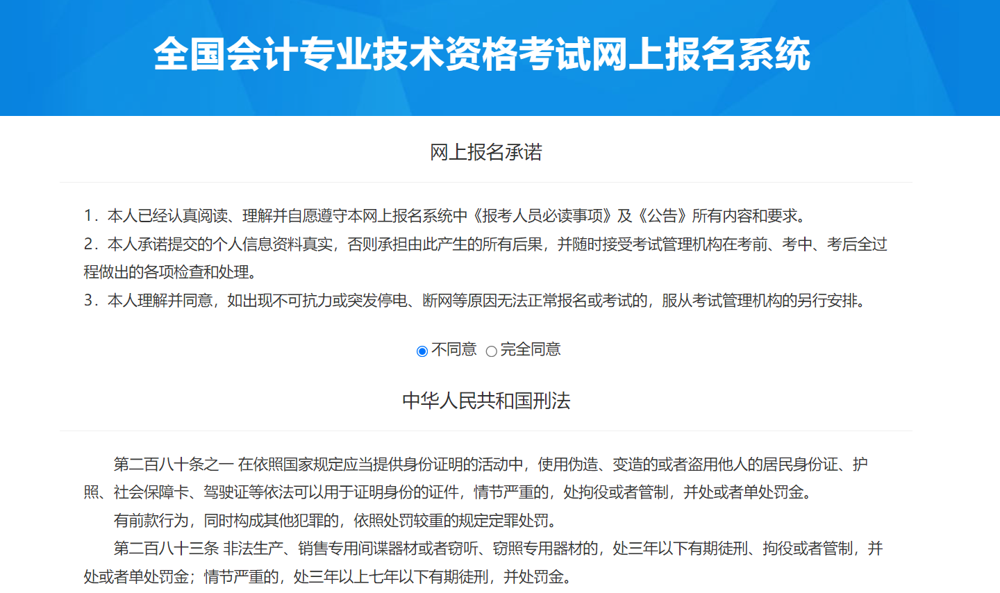 全国会计专业技术资格考试网上报名系统
网上报名承诺
1．本人已经认真阅读、理解并自愿遵守本网上报名系统中《报考人员必读事项》及《公告》所有内容和要求。
2．本人承诺提交的个人信息资料真实，否则承担由此产生的所有后果，并随时接受考试管理机构在考前、考中、考后全过
程做出的各项检查和处理。
3．本人理解并同意，如出现不可抗力或突发停电、断网等原因无法正常报名或考试的，服从考试管理机构的另行安排。
不同意 完全同意
中华人民共和国刑法
第二百八十条之一 在依照国家规定应当提供身份证明的活动中，使用伪造、变造的或者盗用他人的居民身份证、护
照、社会保障卡、驾驶证等依法可以用于证明身份的证件，情节严重的，处拘役或者管制，并处或者单处罚金。
有前款行为，同时构成其他犯罪的，依照处罚较重的规定定罪处罚。
第二百八十三条 非法生产、销售专用间谍器材或者窃听、窃照专用器材的，处三年以下有期徒刑、拘役或者管制，并
处或者单处罚金；情节严重的，处三年以上七年以下有期徒刑，并处罚金。